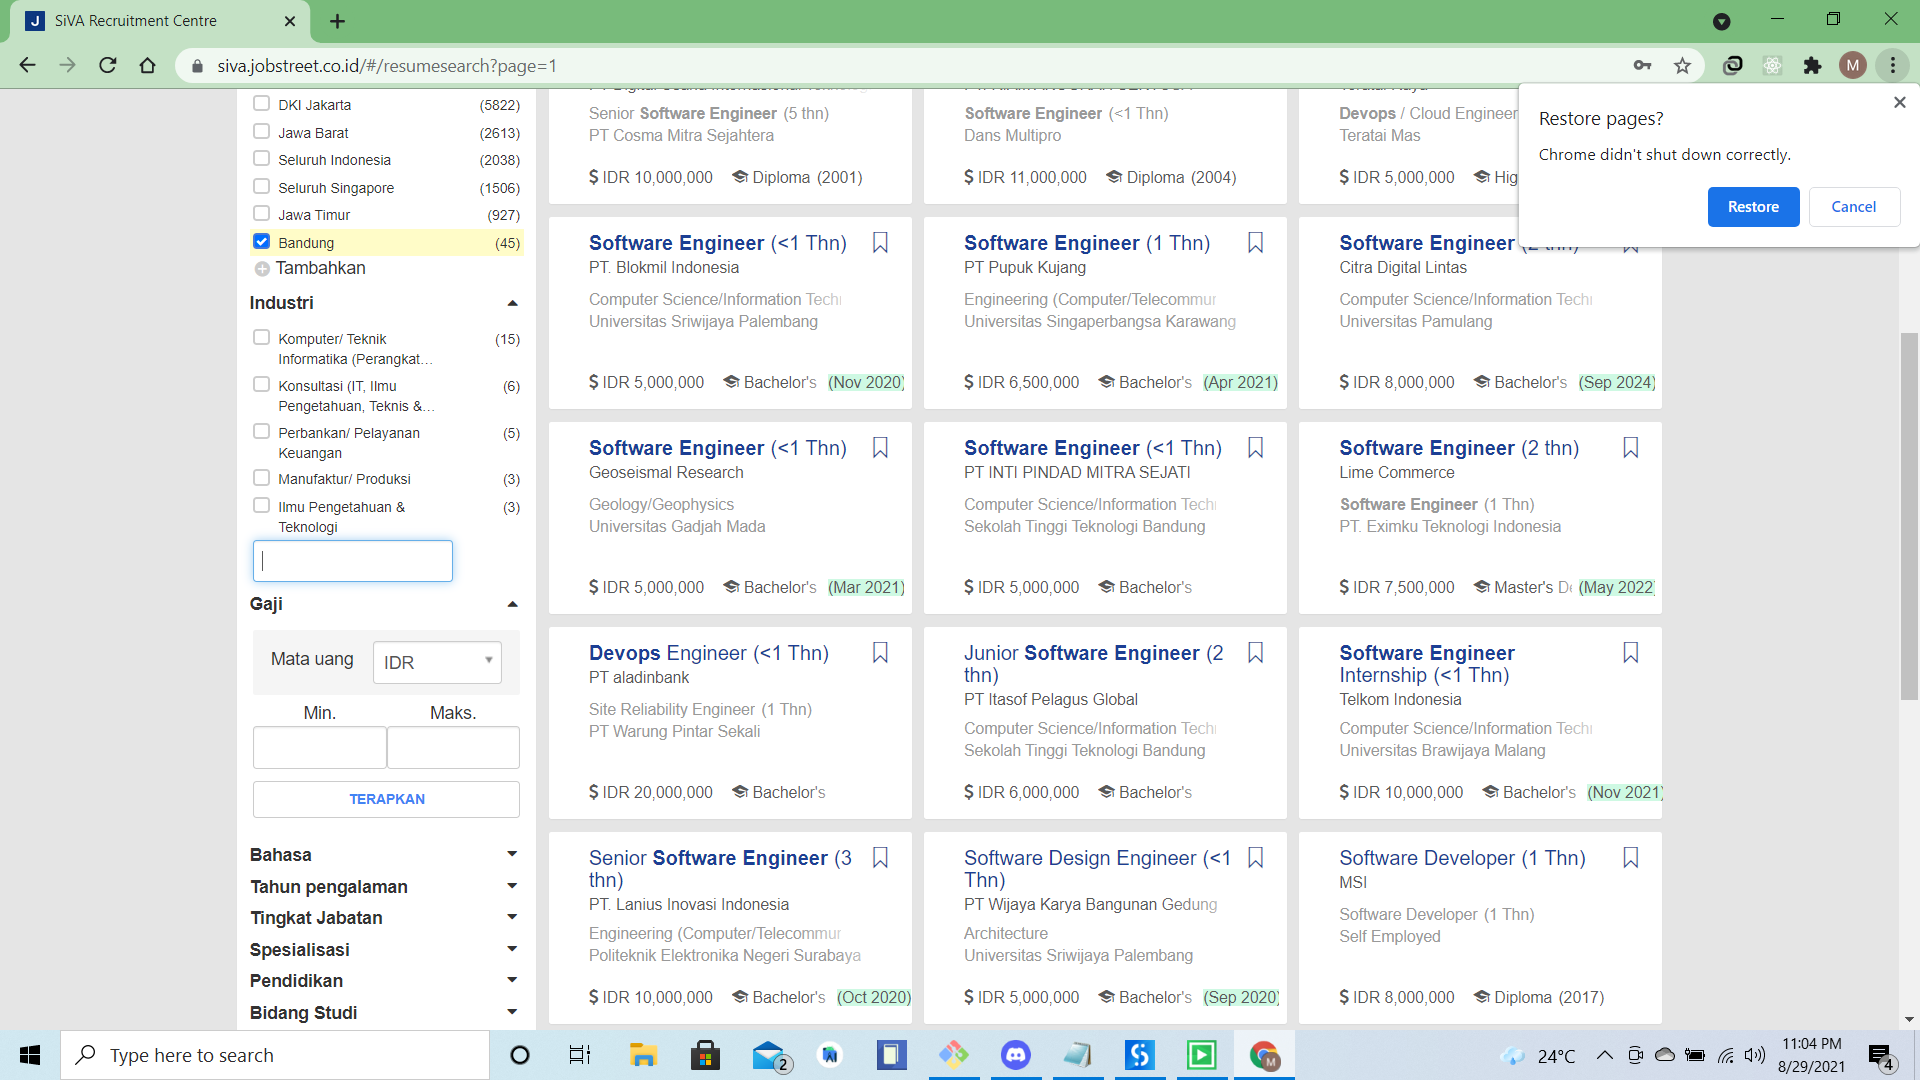 SiVA Recruitment Centre
siva.jobstreet.co.id/#/resumesearch?page=1
M
Restore pages?
Chrome didn't shut down correctly.
Restore
Cancel
DKI Jakarta (5822)
Jawa Barat (2613)
Seluruh Indonesia (2038)
Seluruh Singapore (1506)
Jawa Timur (927)
Bandung (45)
Tambahkan
Industri
Komputer/ Teknik (15)
Informatika (Perangkat...
Konsultasi (IT, Ilmu (6)
Pengetahuan, Teknis &...
Perbankan/ Pelayanan (5)
Keuangan
Manufaktur/ Produksi (3)
Ilmu Pengetahuan & (3)
Teknologi
Gaji
Mata uang IDR
Min. Maks.
TERAPKAN
Bahasa
Tahun pengalaman
Tingkat Jabatan
Spesialisasi
Pendidikan
Bidang Studi
Senior Software Engineer (5 thn)
PT Cosma Mitra Sejahtera
$ IDR 10,000,000 Diploma (2001)
Software Engineer (<1 Thn)
Dans Multipro
$ IDR 11,000,000 Diploma (2004)
Devops / Cloud Engineer
Teratai Mas
$ IDR 5,000,000 Hig
Software Engineer (<1 Thn)
PT. Blokmil Indonesia
Computer Science/Information Techn
Universitas Sriwijaya Palembang
$ IDR 5,000,000 Bachelor's (Nov 2020)
Software Engineer (1 Thn)
PT Pupuk Kujang
Engineering (Computer/Telecommun
Universitas Singaperbangsa Karawang
$ IDR 6,500,000 Bachelor's (Apr 2021)
Software Engineer (2 thn)
Citra Digital Lintas
Computer Science/Information Techn
Universitas Pamulang
$ IDR 8,000,000 Bachelor's (Sep 2024)
Software Engineer (<1 Thn)
Geoseismal Research
Geology/Geophysics
Universitas Gadjah Mada
$ IDR 5,000,000 Bachelor's (Mar 2021)
Software Engineer (<1 Thn)
PT INTI PINDAD MITRA SEJATI
Computer Science/Information Techn
Sekolah Tinggi Teknologi Bandung
$ IDR 5,000,000 Bachelor's
Software Engineer (2 thn)
Lime Commerce
Software Engineer (1 Thn)
PT. Eximku Teknologi Indonesia
$ IDR 7,500,000 Master's De (May 2022
Devops Engineer (<1 Thn)
PT aladinbank
Site Reliability Engineer (1 Thn)
PT Warung Pintar Sekali
$ IDR 20,000,000 Bachelor's
Junior Software Engineer (2
thn)
PT Itasof Pelagus Global
Computer Science/Information Techn
Sekolah Tinggi Teknologi Bandung
$ IDR 6,000,000 Bachelor's
Software Engineer
Internship (<1 Thn)
Telkom Indonesia
Computer Science/Information Techn
Universitas Brawijaya Malang
$ IDR 10,000,000 Bachelor's (Nov 2021)
Senior Software Engineer (3
thn)
PT. Lanius Inovasi Indonesia
Engineering (Computer/Telecommun
Politeknik Elektronika Negeri Surabaya
$ IDR 10,000,000 Bachelor's (Oct 2020)
Software Design Engineer (<1
Thn)
PT Wijaya Karya Bangunan Gedung
Architecture
Universitas Sriwijaya Palembang
$ IDR 5,000,000 Bachelor's (Sep 2020)
Software Developer (1 Thn)
MSI
Software Developer (1 Thn)
Self Employed
$ IDR 8,000,000 Diploma (2017)
Type here to search
2
M
24°C
11:04 PM
8/29/2021
4